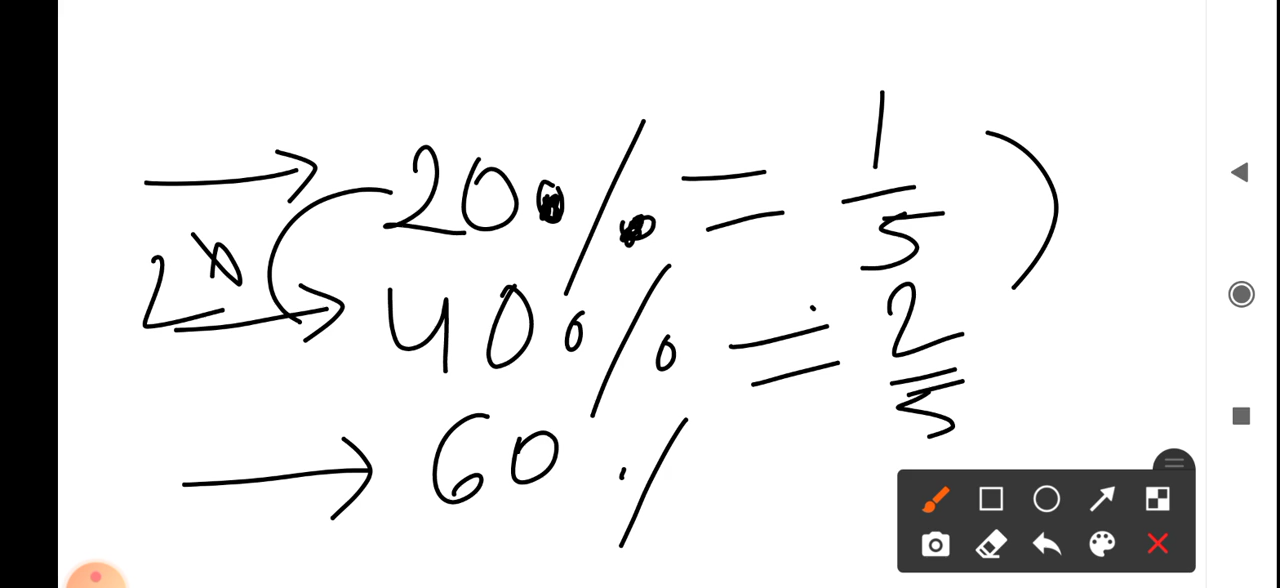 → 20% = 1/5
2x → 40% = 2/5
→ 60%